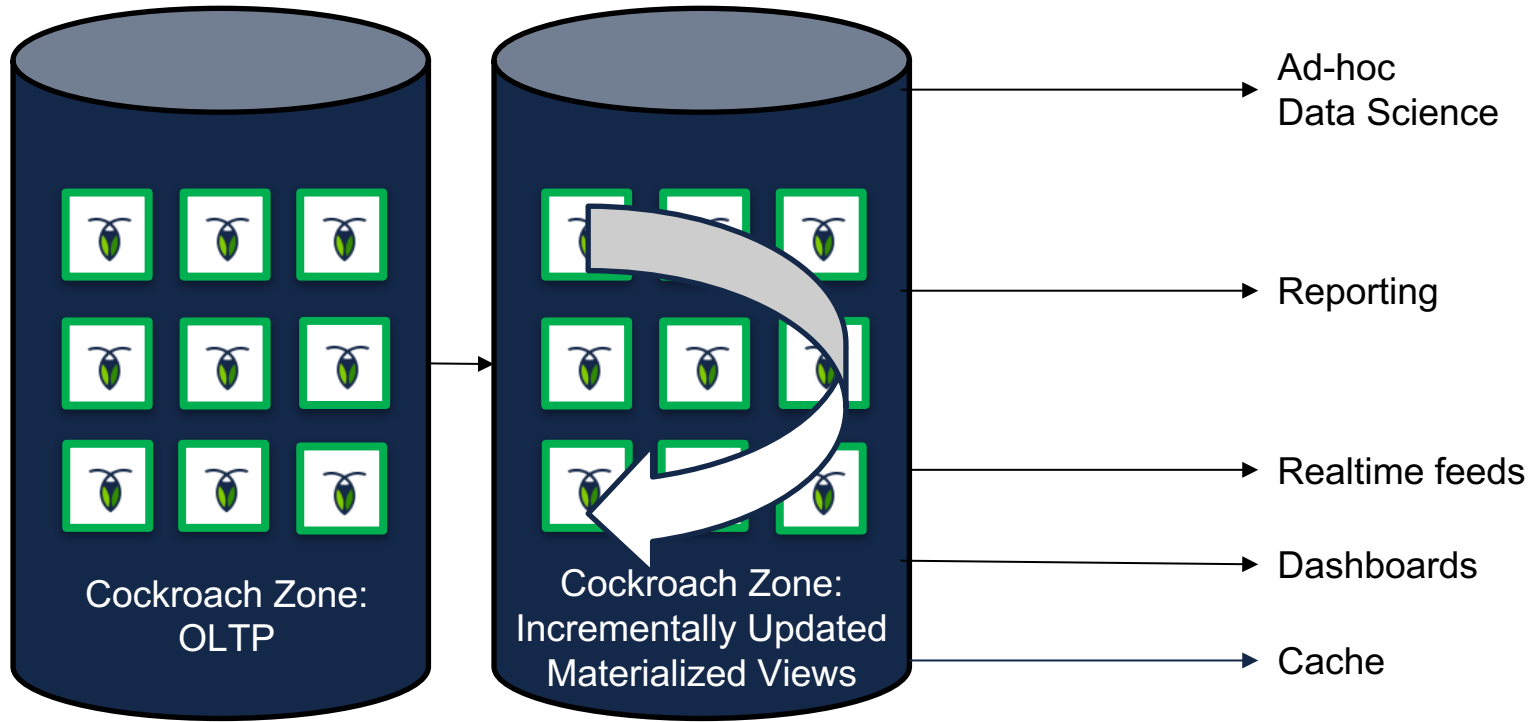 Cockroach Zone:
OLTP
Cockroach Zone:
Incrementally Updated
Materialized Views
Ad-hoc
Data Science
Reporting
Realtime feeds
Dashboards
Cache